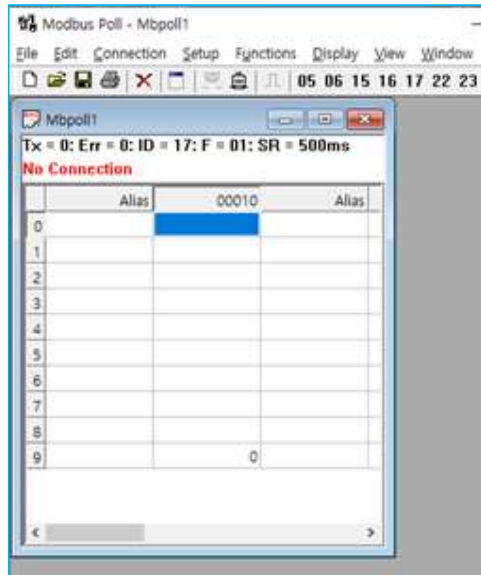 Modbus Poll - Mbpoll1
File Edit Connection Setup Functions Display View Window
05 06 15 16 17 22 23
Mbpoll1
Tx = 0: Err = 0: ID = 17: F = 01: SR = 500ms
No Connection
Alias 00010 Alias
0
1
2
3
4
5
6
7
8
9 0